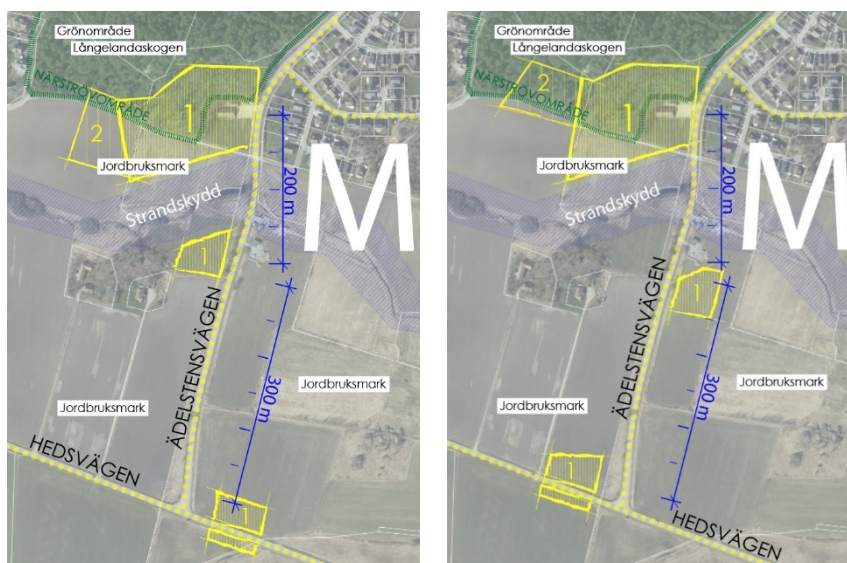 Grönområde
Långelandaskogen
NÄRSTRÖVOMRÅDE
1
2
Jordbruksmark
200 m
M
Strandskydd
1
ÄDELSTENSVÄGEN
300 m
Jordbruksmark
Jordbruksmark
HEDSVÄGEN
1
Grönområde
Långelandaskogen
2
NÄRSTRÖVOMRÅDE
1
Jordbruksmark
200 m
M
Strandskydd
1
ÄDELSTENSVÄGEN
300 m
Jordbruksmark
Jordbruksmark
1
HEDSVÄGEN